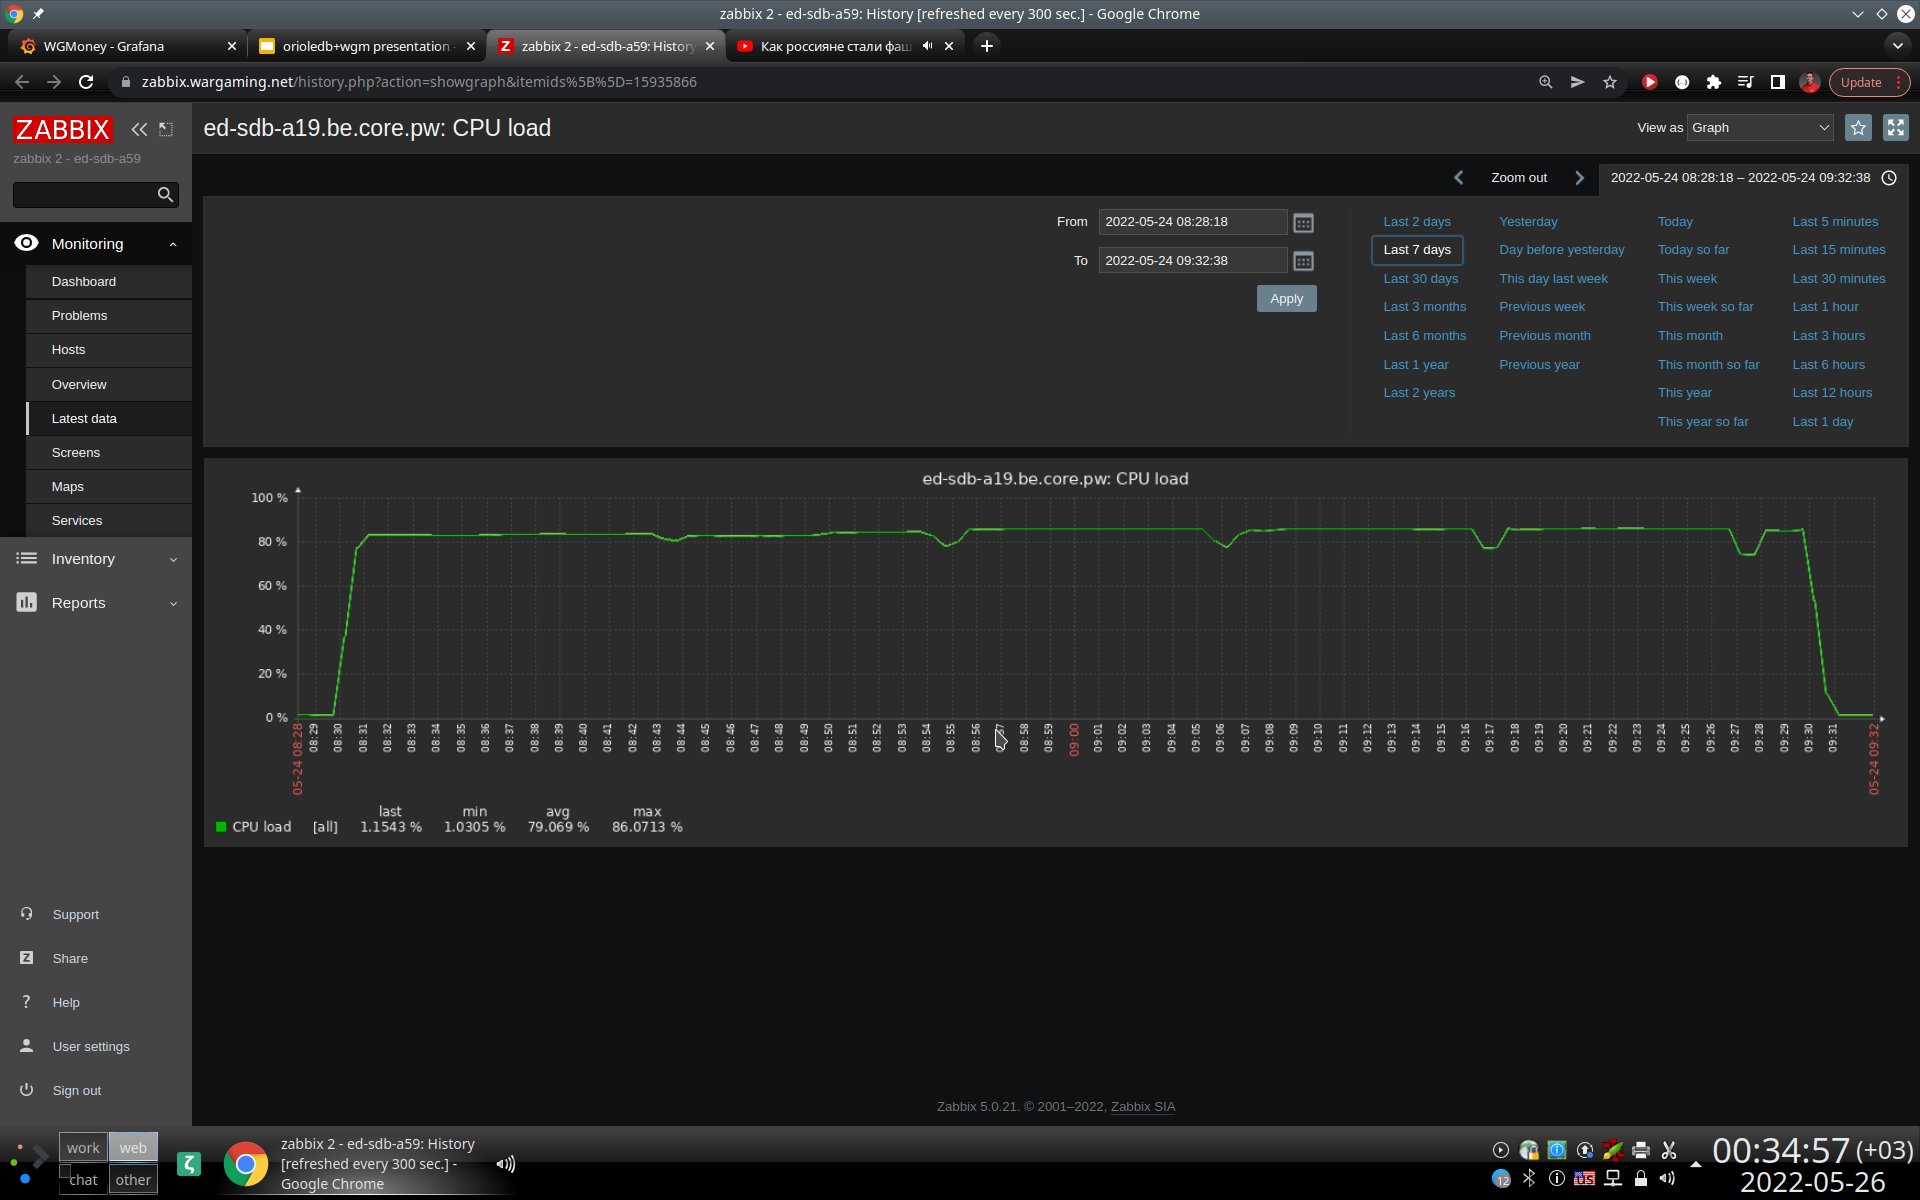 zabbix 2 - ed-sdb-a59: History [refreshed every 300 sec.] - Google Chrome
WGMoney - Grafana
orioledb+wgm presentation -
zabbix 2 - ed-sdb-a59: History
Как россияне стали фаш
zabbix.wargaming.net/history.php?action=showgraph&itemids%5B%5D=15935866
Update
ZABBIX
zabbix 2 - ed-sdb-a59
Monitoring
Dashboard
Problems
Hosts
Overview
Latest data
Screens
Maps
Services
Inventory
Reports
Support
Share
Help
User settings
Sign out
ed-sdb-a19.be.core.pw: CPU load
View as Graph
Zoom out
2022-05-24 08:28:18 – 2022-05-24 09:32:38
From 2022-05-24 08:28:18
To 2022-05-24 09:32:38
Apply
Last 2 days Yesterday Today Last 5 minutes
Last 7 days Day before yesterday Today so far Last 15 minutes
Last 30 days This day last week This week Last 30 minutes
Last 3 months Previous week This week so far Last 1 hour
Last 6 months Previous month This month Last 3 hours
Last 1 year Previous year This month so far Last 6 hours
Last 2 years This year Last 12 hours
This year so far Last 1 day
ed-sdb-a19.be.core.pw: CPU load
100 %
80 %
60 %
40 %
20 %
0 %
05-24 08:28 08:29 08:30 08:31 08:32 08:33 08:34 08:35 08:36 08:37 08:38 08:39 08:40 08:41 08:42 08:43 08:44 08:45 08:46 08:47 08:48 08:49 08:50 08:51 08:52 08:53 08:54 08:55 08:56 08:58 08:59 09:00 09:01 09:02 09:03 09:04 09:05 09:06 09:07 09:08 09:09 09:10 09:11 09:12 09:13 09:14 09:15 09:16 09:17 09:18 09:19 09:20 09:21 09:22 09:23 09:24 09:25 09:26 09:27 09:28 09:29 09:30 09:31 05-24 09:32
last min avg max
CPU load [all] 1.1543 % 1.0305 % 79.069 % 86.0713 %
Zabbix 5.0.21. © 2001–2022, Zabbix SIA
work web
chat other
zabbix 2 - ed-sdb-a59: History
[refreshed every 300 sec.] -
Google Chrome
12
us
00:34:57 (+03)
2022-05-26